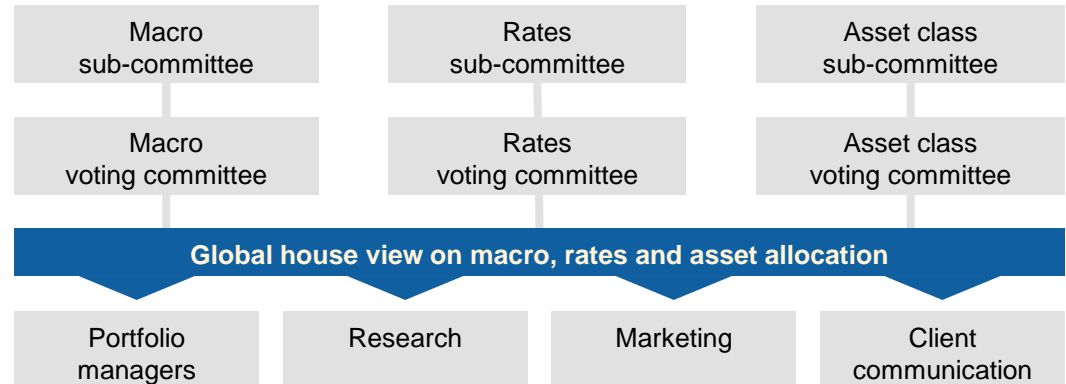 Macro
sub-committee
Rates
sub-committee
Asset class
sub-committee
Macro
voting committee
Rates
voting committee
Asset class
voting committee
Global house view on macro, rates and asset allocation
Portfolio
managers
Research
Marketing
Client
communication